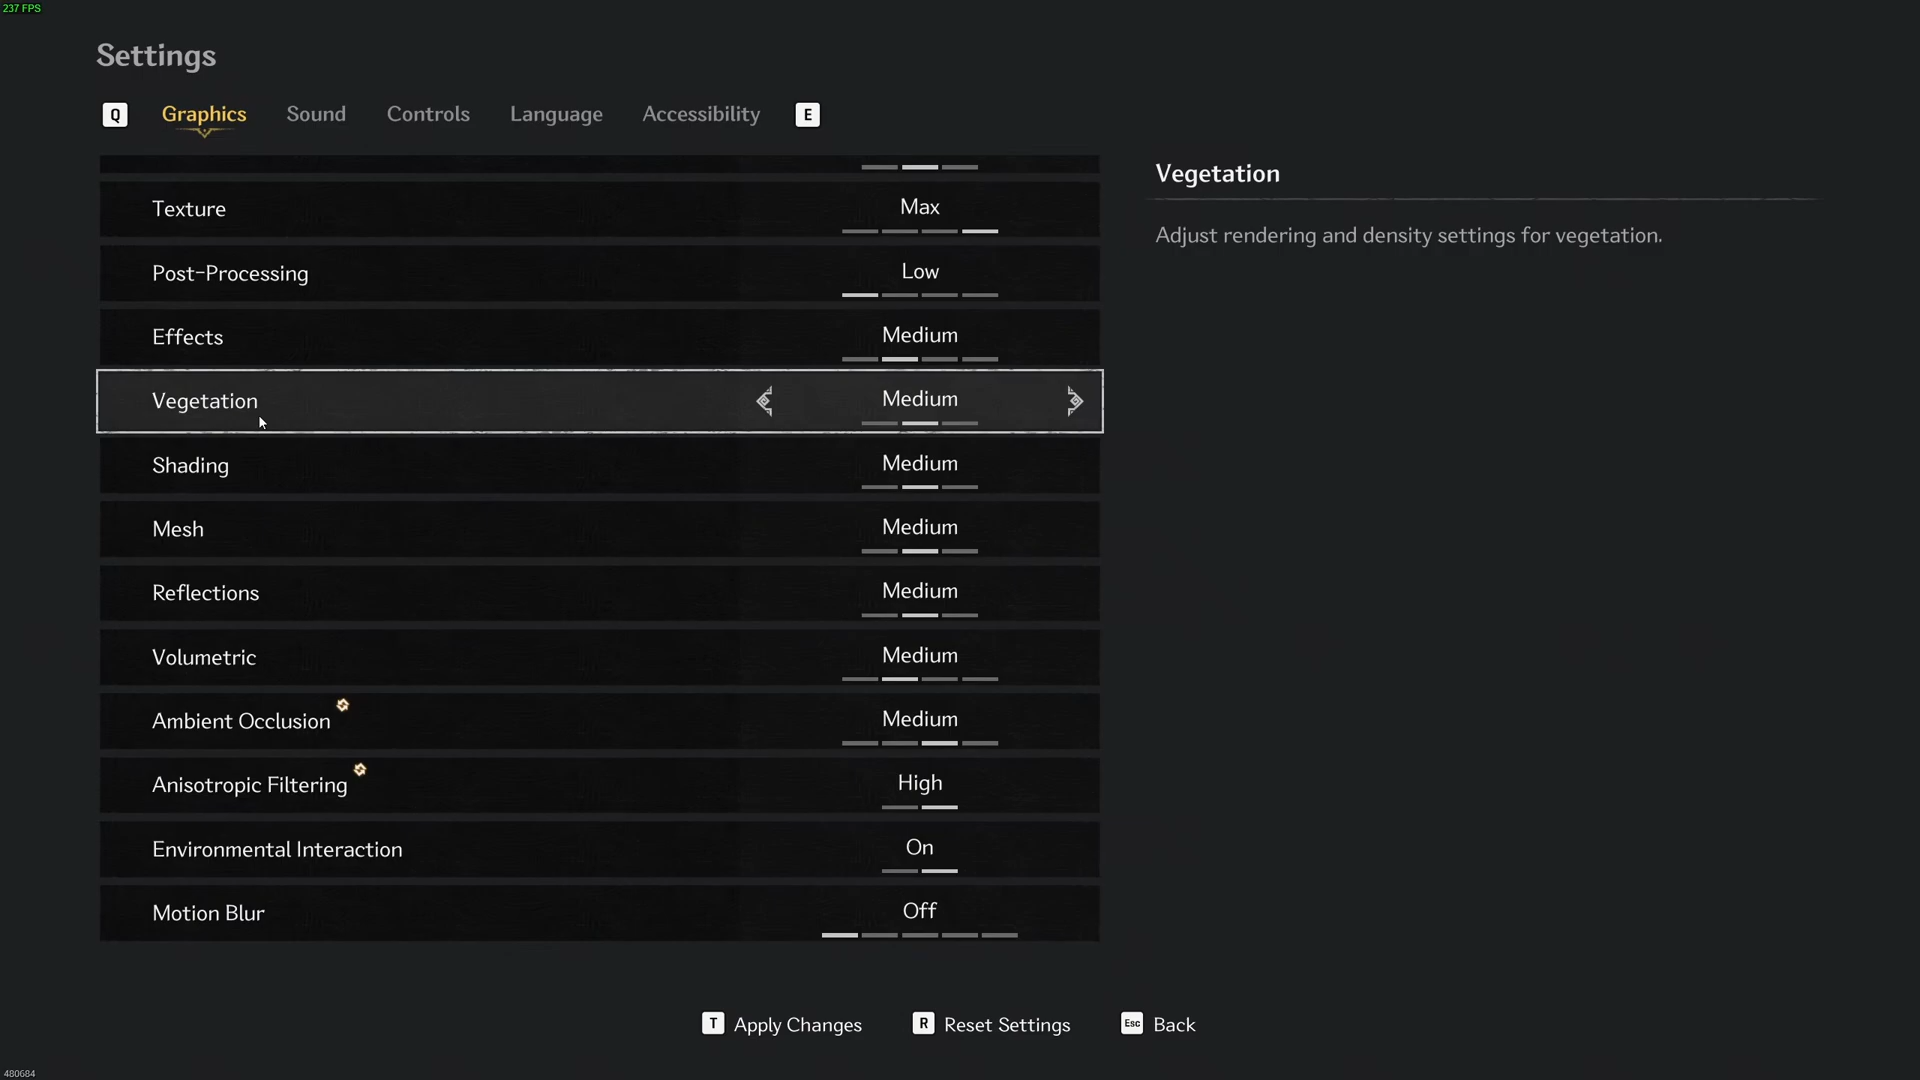 237 FPS
Settings
Q Graphics Sound Controls Language Accessibility E
Texture Max
Post-Processing Low
Effects Medium
Vegetation Medium
Shading Medium
Mesh Medium
Reflections Medium
Volumetric Medium
Ambient Occlusion Medium
Anisotropic Filtering High
Environmental Interaction On
Motion Blur Off
Vegetation
Adjust rendering and density settings for vegetation.
T Apply Changes R Reset Settings Esc Back
480684